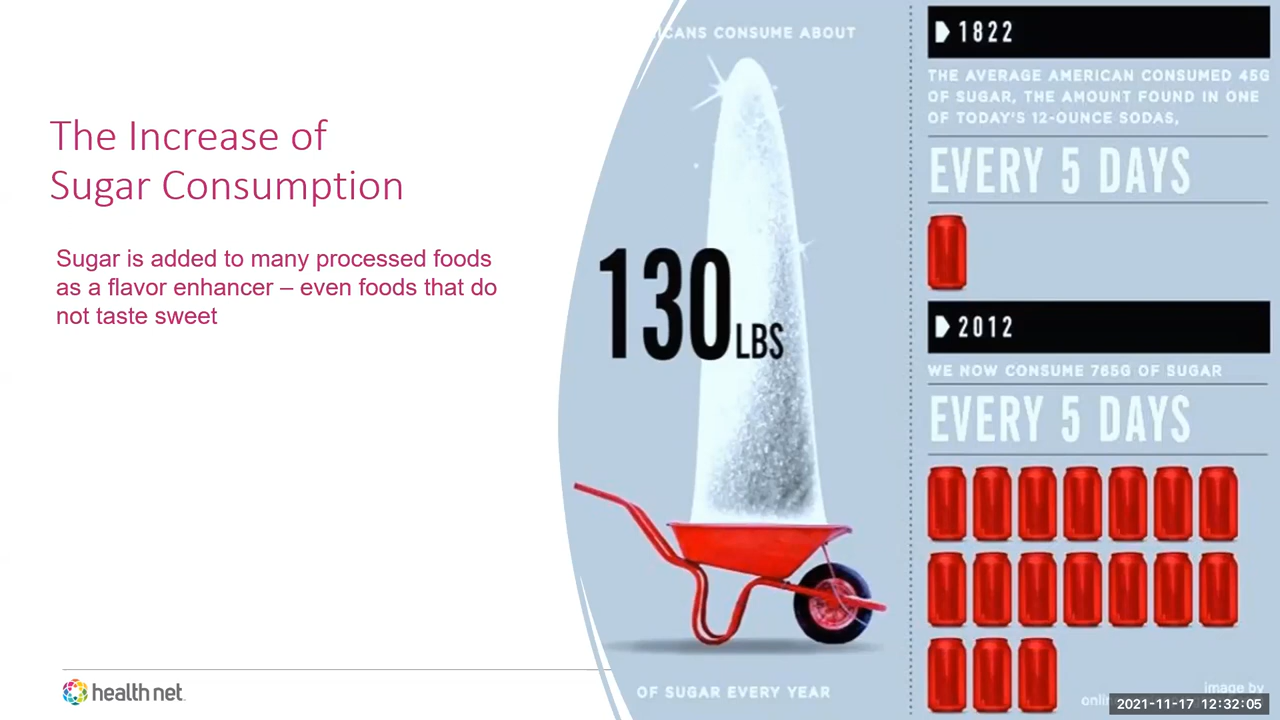 The Increase of
Sugar Consumption
Sugar is added to many processed foods
as a flavor enhancer – even foods that do
not taste sweet
health net
CONSUME ABOUT
130 LBS
OF SUGAR EVERY YEAR
1822
THE AVERAGE AMERICAN CONSUMED 45G
OF SUGAR, THE AMOUNT FOUND IN ONE
OF TODAY'S 12-OUNCE SODAS,
EVERY 5 DAYS
2012
WE NOW CONSUME 765G OF SUGAR
EVERY 5 DAYS
image by
2021-11-17 12:32:05